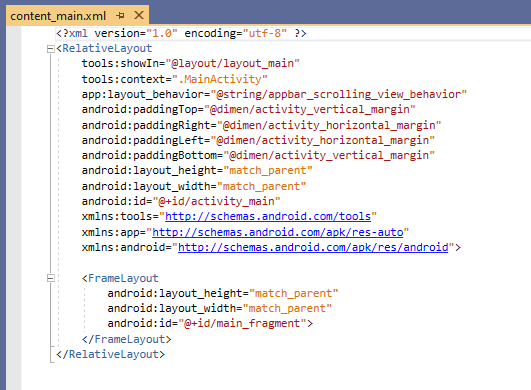 content_main.xml
<?xml version="1.0" encoding="utf-8" ?>
<RelativeLayout
tools:showIn="@layout/layout_main"
tools:context=".MainActivity"
app:layout_behavior="@string/appbar_scrolling_view_behavior"
android:paddingTop="@dimen/activity_vertical_margin"
android:paddingRight="@dimen/activity_horizontal_margin"
android:paddingLeft="@dimen/activity_horizontal_margin"
android:paddingBottom="@dimen/activity_vertical_margin"
android:layout_height="match_parent"
android:layout_width="match_parent"
android:id="@+id/activity_main"
xmlns:tools="http://schemas.android.com/tools"
xmlns:app="http://schemas.android.com/apk/res-auto"
xmlns:android="http://schemas.android.com/apk/res/android">
<FrameLayout
android:layout_height="match_parent"
android:layout_width="match_parent"
android:id="@+id/main_fragment">
</FrameLayout>
</RelativeLayout>